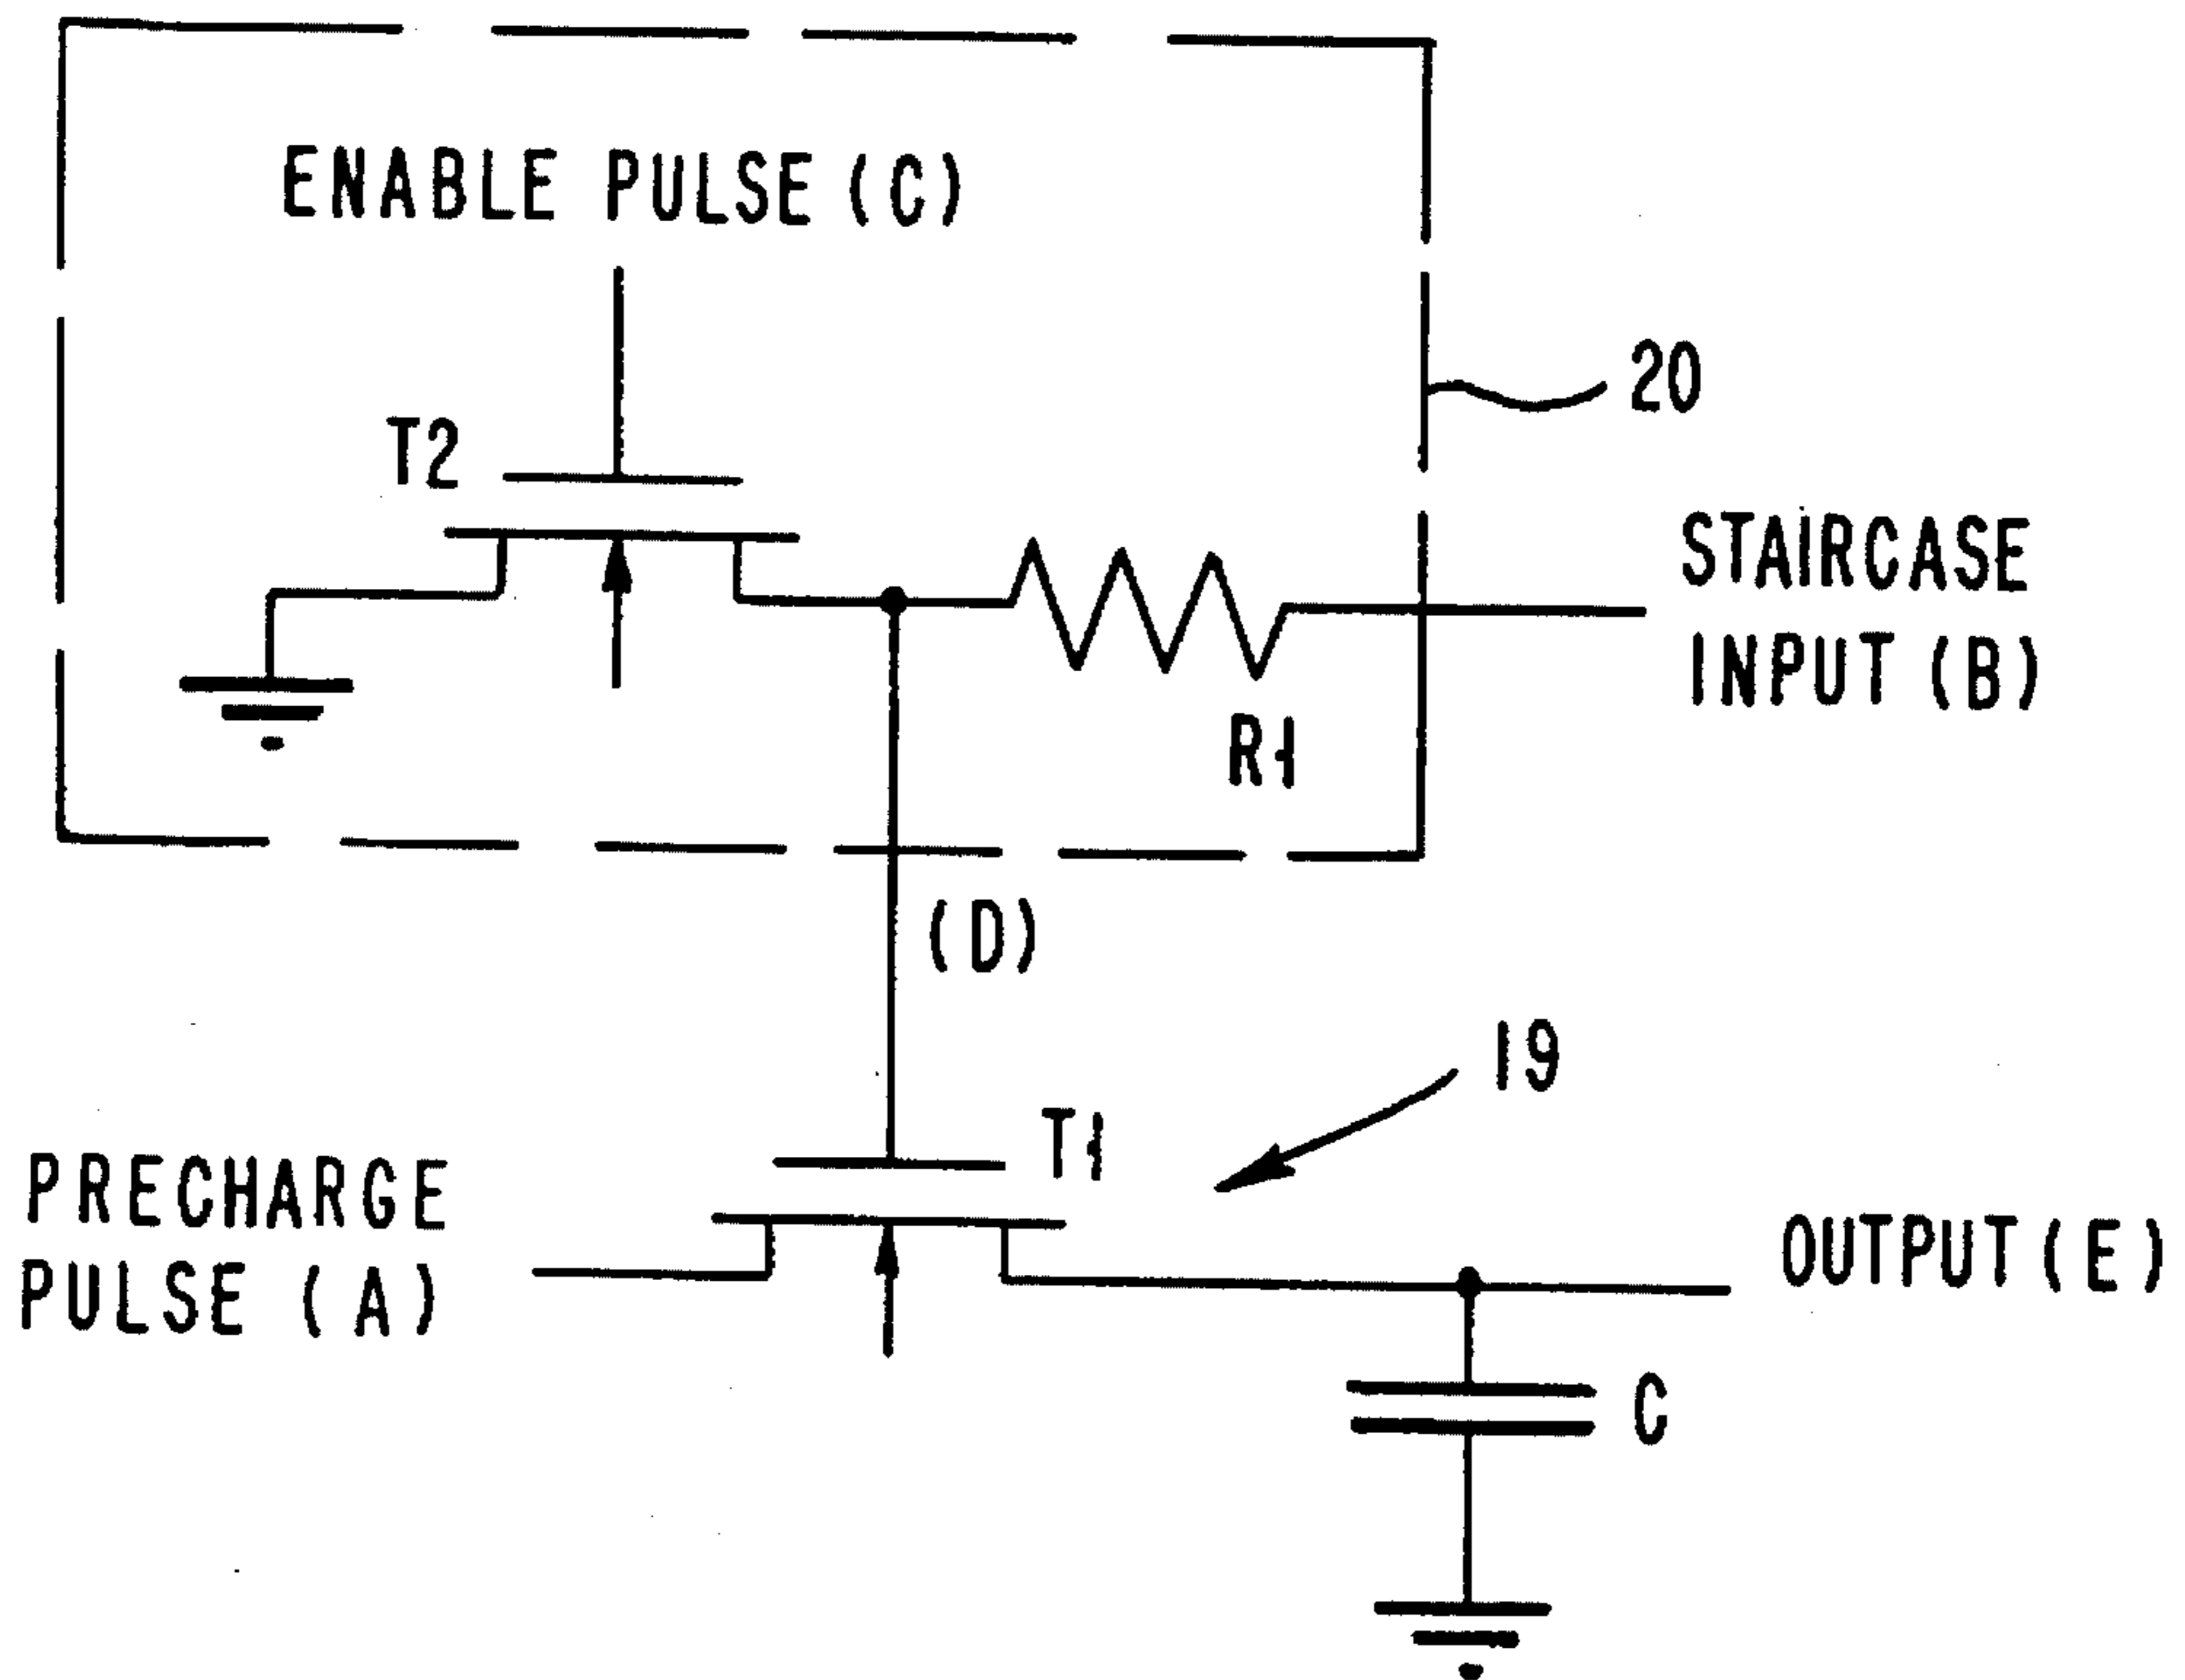 ENABLE PULSE (C)
20
T2
STAIRCASE
INPUT (B)
R1
(D)
19
T1
PRECHARGE
PULSE (A)
OUTPUT (E)
C